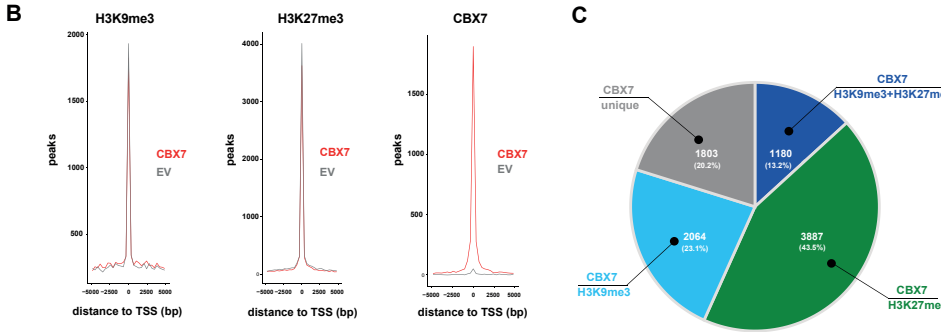 B
H3K9me3
2000
1500
1000
500
peaks
CBX7
EV
−5000 −2500 0 2500 5000
distance to TSS (bp)
H3K27me3
4000
3000
2000
1000
0
peaks
CBX7
EV
−5000 −2500 0 2500 5000
distance to TSS (bp)
CBX7
1500
1000
500
0
peaks
CBX7
EV
−5000 −2500 0 2500 5000
distance to TSS (bp)
C
CBX7
unique
1803
(20.2%)
CBX7
H3K9me3+H3K27me
1180
(13.2%)
CBX7
H3K9me3
2064
(23.1%)
3887
(43.5%)
CBX7
H3K27me